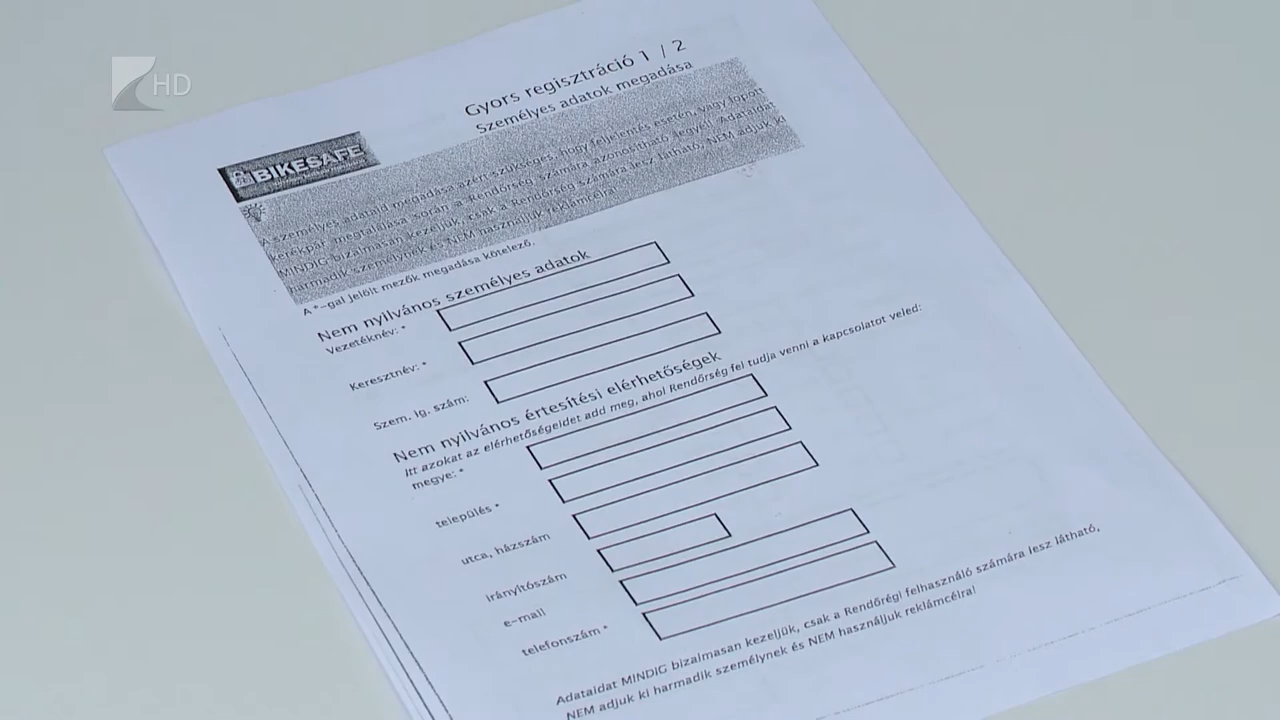 HD
Gyors regisztráció 1 / 2
Személyes adatok megadása
BIKESAFE
A személyes adataid megadása azért szükséges, hogy feljelentés esetén, vagy lopott
kerékpár megtalálása során a Rendőrség számára azonosítható legyél! Adataidat
MINDIG bizalmasan kezeljük, csak a Rendőrség számára lesz látható, NEM adjuk ki
harmadik személynek és NEM használjuk reklámcélra!
A *-gal jelölt mezők megadása kötelező.
Nem nyilvános személyes adatok
Vezetéknév: *
Keresztnév: *
Szem. ig. szám:
Nem nyilvános értesítési elérhetőségek
Itt azokat az elérhetőségeidet add meg, ahol Rendőrség fel tudja venni a kapcsolatot veled:
megye: *
település *
utca, házszám
irányítószám
e-mail
telefonszám *
Adataidat MINDIG bizalmasan kezeljük, csak a Rendőrégi felhasználó számára lesz látható,
NEM adjuk ki harmadik személynek és NEM használjuk reklámcélra!